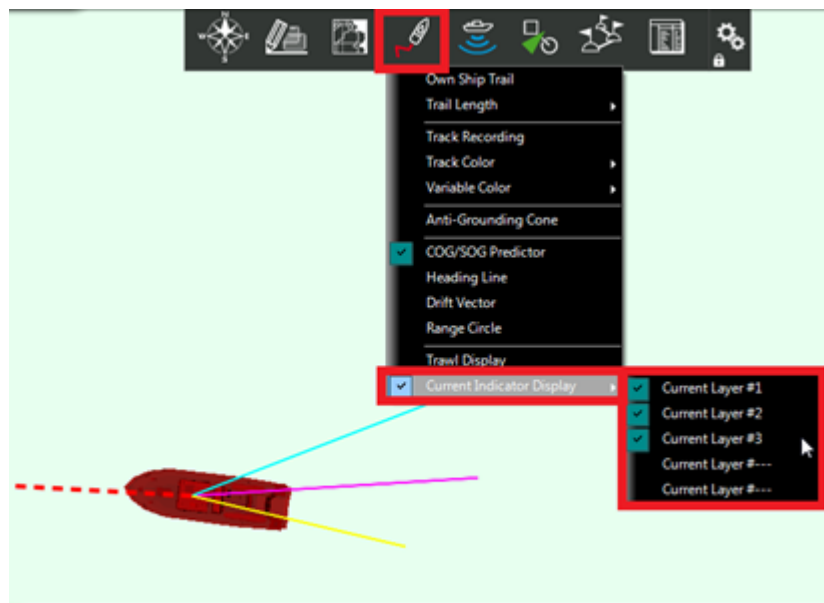 Own Ship Trail
Trail Length
Track Recording
Track Color
Variable Color
Anti-Grounding Cone
COG/SOG Predictor
Heading Line
Drift Vector
Range Circle
Trawl Display
Current Indicator Display
Current Layer #1
Current Layer #2
Current Layer #3
Current Layer #---
Current Layer #---